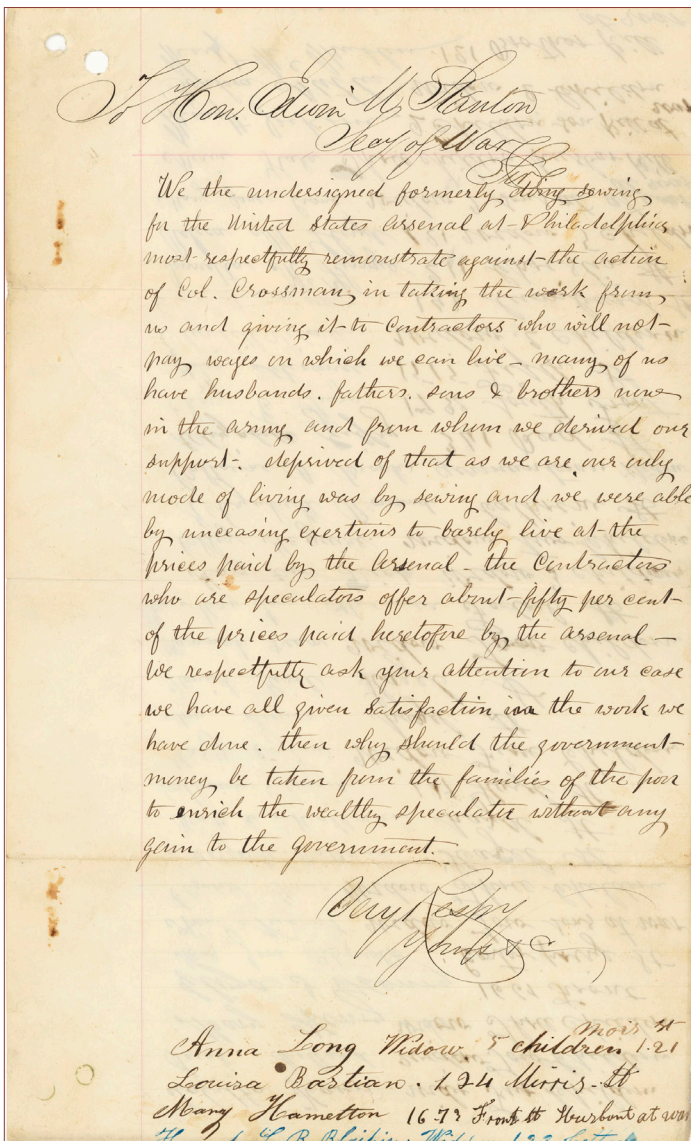 To Hon. Edwin M Stanton
Secy of War
Sir
We the undersigned formerly doing sewing
for the United States Arsenal at Philadelphia
most respectfully remonstrate against the action
of Col. Crossman, in taking the work from
us and giving it to Contractors who will not
pay wages on which we can live - many of us
have husbands. fathers. sons & brothers now
in the army and from whom we derived our
support. deprived of that as we are our only
mode of living was by sewing and we were able
by unceasing exertions to barely live at the
prices paid by the Arsenal - the Contractors
who are speculators offer about fifty per cent
of the prices paid heretofore by the arsenal -
We respectfully ask your attention to our case
we have all given Satisfaction in the work we
have done. then why should the government
money be taken from the families of the poor
to enrich the wealthy speculator without any
gain to the government.
Very Respy
Yours &c
Anna Long Widow. 5 children 121 Moris st
Louisa Bastian. 124 Mirris. St
Mary Hamelton 1673 Front st Husbont at war